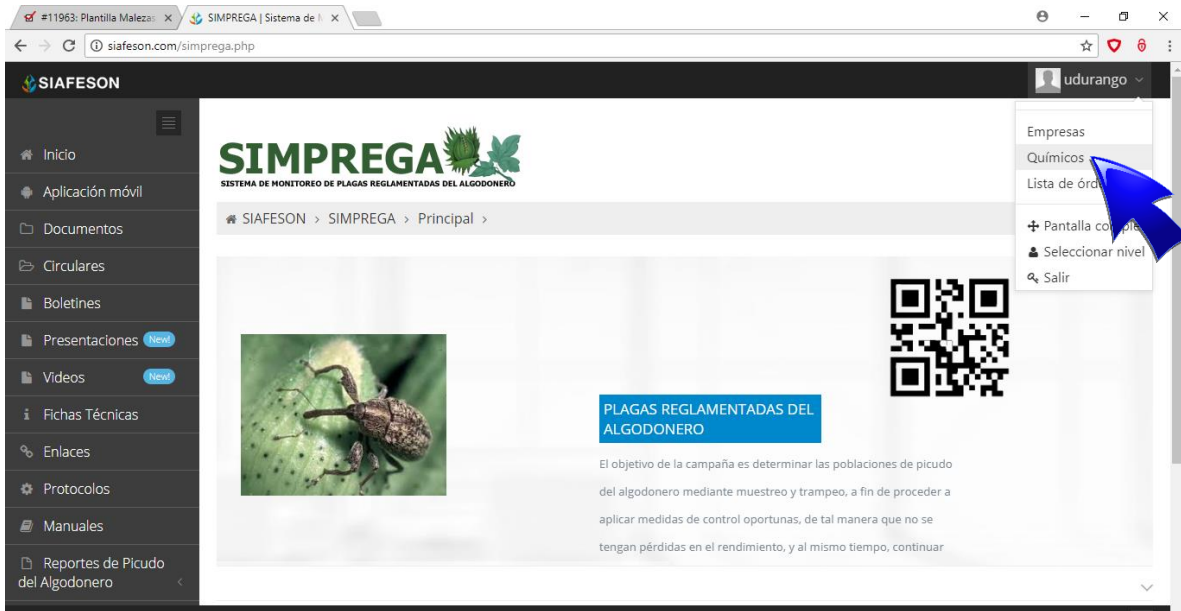 #11963: Plantilla Malezas
SIMPREGA | Sistema de
siafeson.com/simprega.php
SIAFESON
udurango
Empresas
Químicos
Lista de
Pantalla
Seleccionar nivel
Salir
Inicio
Aplicación móvil
Documentos
Circulares
Boletines
Presentaciones New!
Videos New!
Fichas Técnicas
Enlaces
Protocolos
Manuales
Reportes de Picudo
del Algodonero
SIMPREGA
SISTEMA DE MONITOREO DE PLAGAS REGLAMENTADAS DEL ALGODONERO
SIAFESON > SIMPREGA > Principal >
PLAGAS REGLAMENTADAS DEL
ALGODONERO
El objetivo de la campaña es determinar las poblaciones de picudo
del algodonero mediante muestreo y trampeo, a fin de proceder a
aplicar medidas de control oportunas, de tal manera que no se
tengan pérdidas en el rendimiento, y al mismo tiempo, continuar